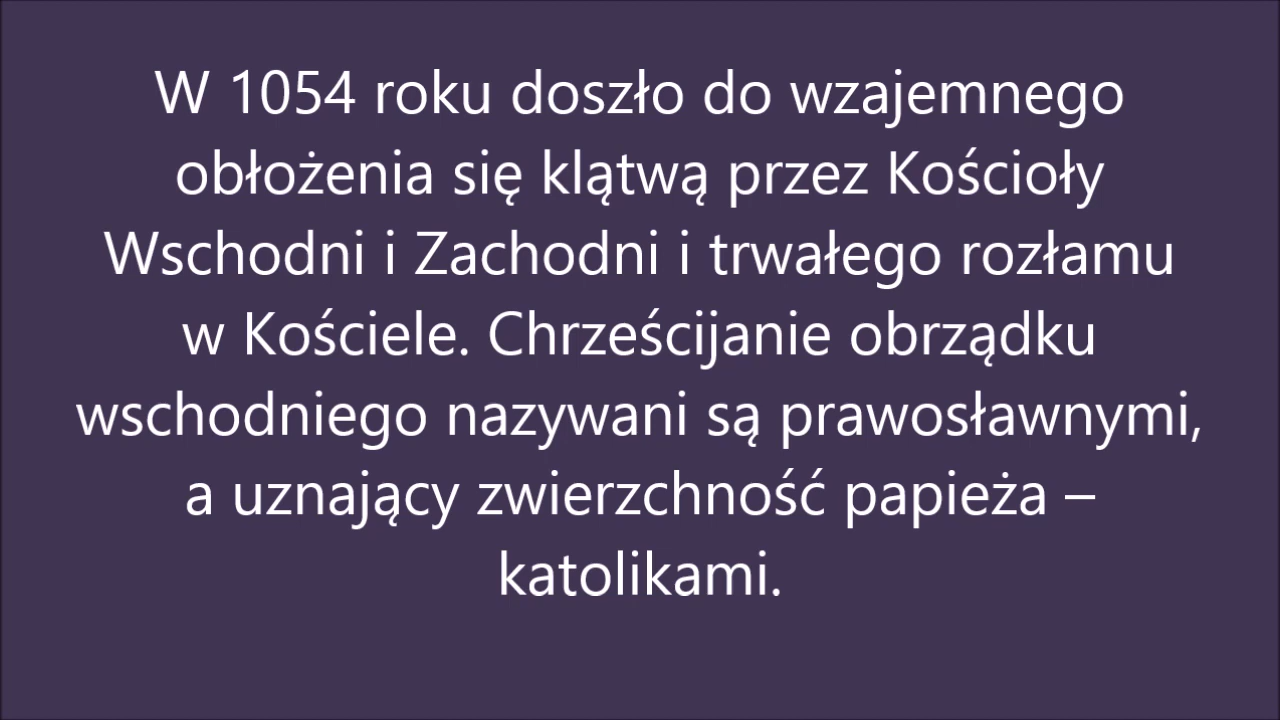 W 1054 roku doszło do wzajemnego
obłożenia się klątwą przez Kościoły
Wschodni i Zachodni i trwałego rozłamu
w Kościele. Chrześcijanie obrządku
wschodniego nazywani są prawosławnymi,
a uznający zwierzchność papieża –
katolikami.